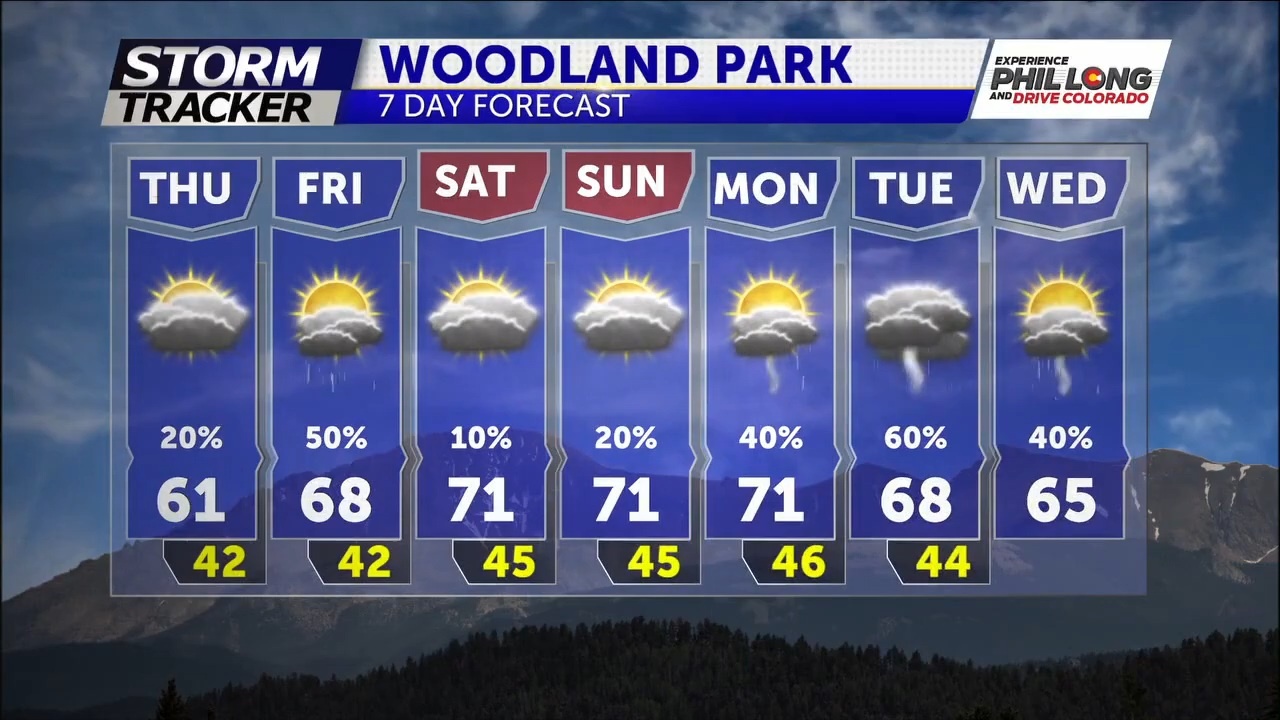 STORM
TRACKER
WOODLAND PARK
7 DAY FORECAST
EXPERIENCE
PHIL LONG
AND DRIVE COLORADO
THU FRI SAT SUN MON TUE WED
20% 50% 10% 20% 40% 60% 40%
61 68 71 71 71 68 65
42 42 45 45 46 44